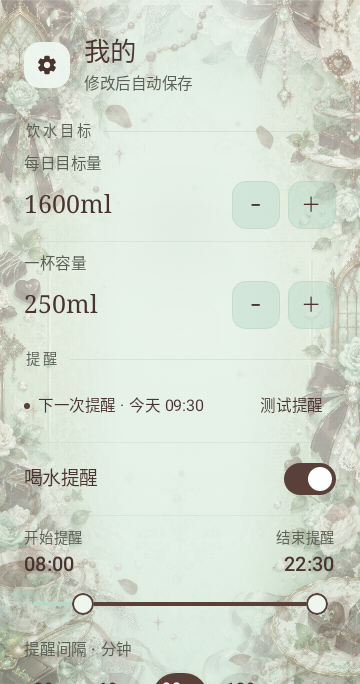 我的
修改后自动保存
饮水目标
每日目标量
1600ml
- +
一杯容量
250ml
- +
提醒
• 下一次提醒 · 今天 09:30 测试提醒
喝水提醒
开始提醒 结束提醒
08:00 22:30
提醒间隔 · 分钟